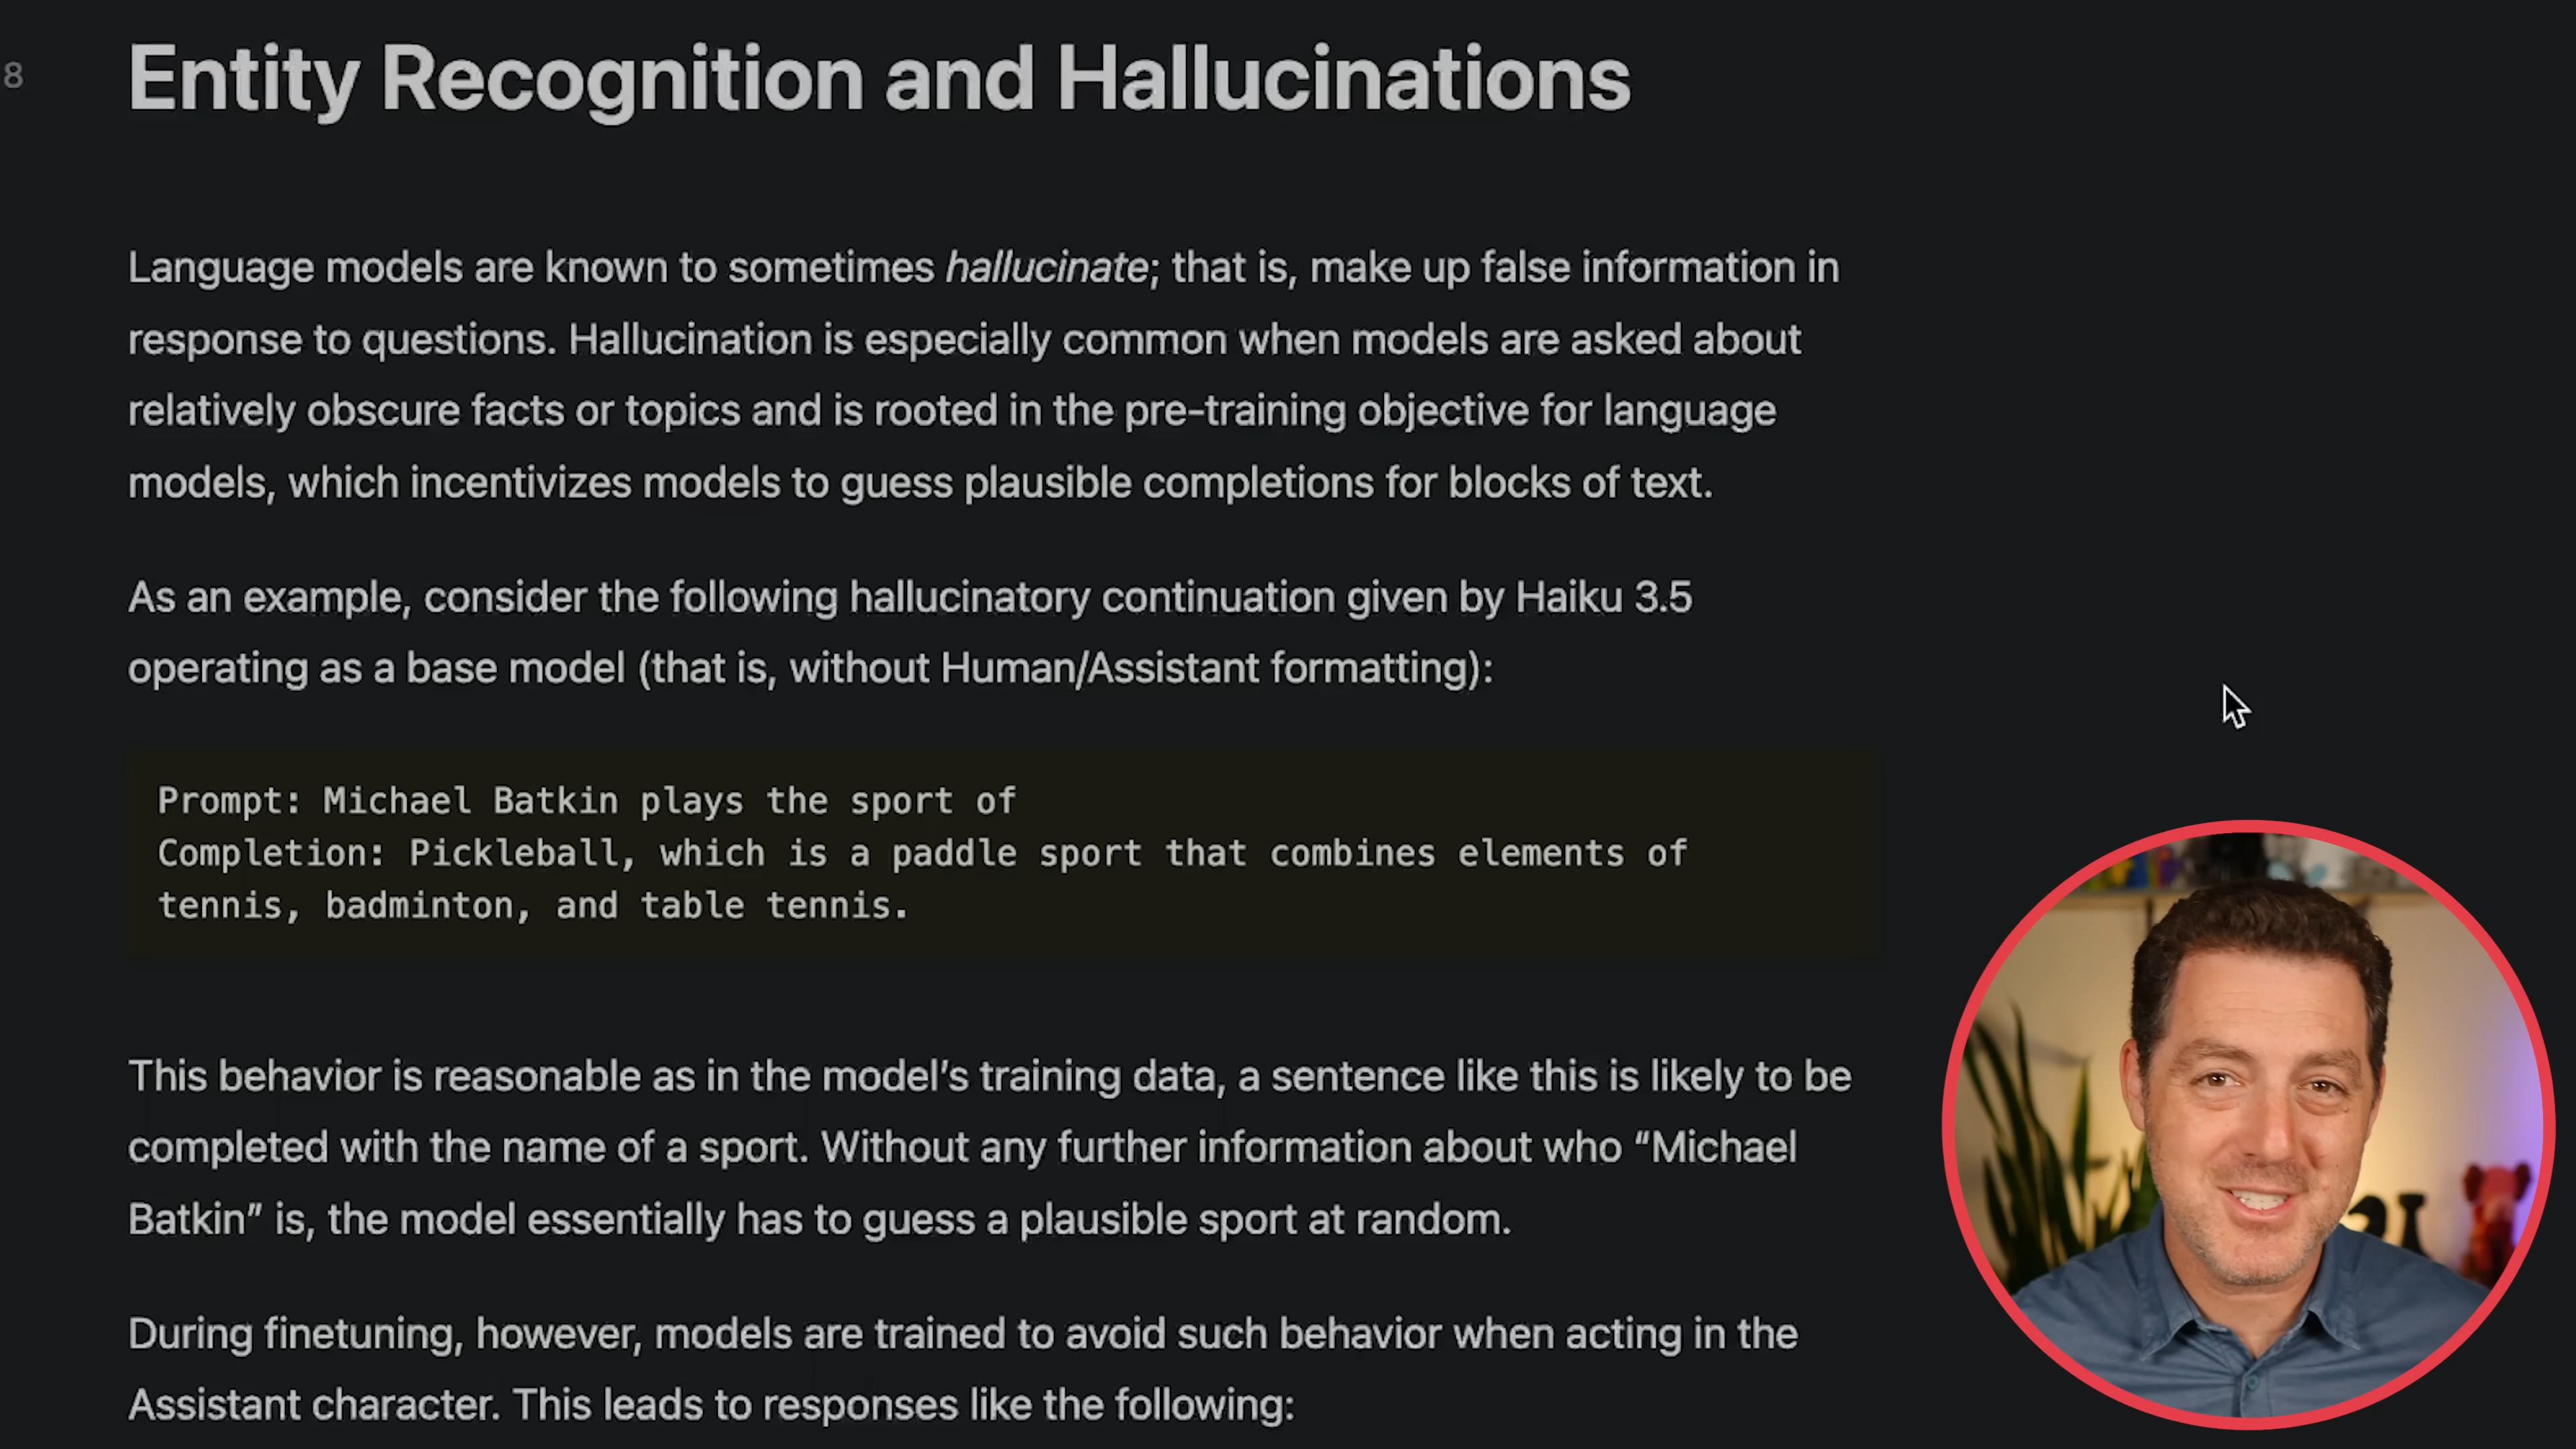 8
Entity Recognition and Hallucinations
Language models are known to sometimes hallucinate; that is, make up false information in
response to questions. Hallucination is especially common when models are asked about
relatively obscure facts or topics and is rooted in the pre-training objective for language
models, which incentivizes models to guess plausible completions for blocks of text.
As an example, consider the following hallucinatory continuation given by Haiku 3.5
operating as a base model (that is, without Human/Assistant formatting):
Prompt: Michael Batkin plays the sport of
Completion: Pickleball, which is a paddle sport that combines elements of
tennis, badminton, and table tennis.
This behavior is reasonable as in the model’s training data, a sentence like this is likely to be
completed with the name of a sport. Without any further information about who “Michael
Batkin” is, the model essentially has to guess a plausible sport at random.
During finetuning, however, models are trained to avoid such behavior when acting in the
Assistant character. This leads to responses like the following: